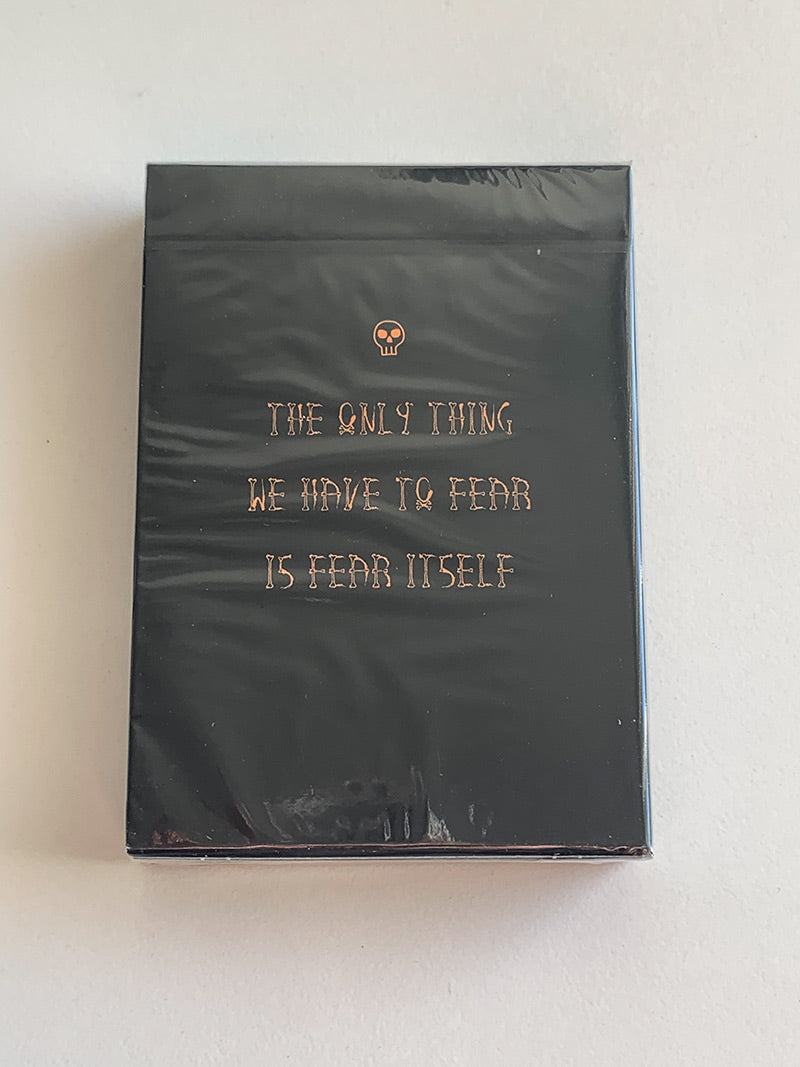 THE ONLY THING
WE HAVE TO FEAR
IS FEAR ITSELF